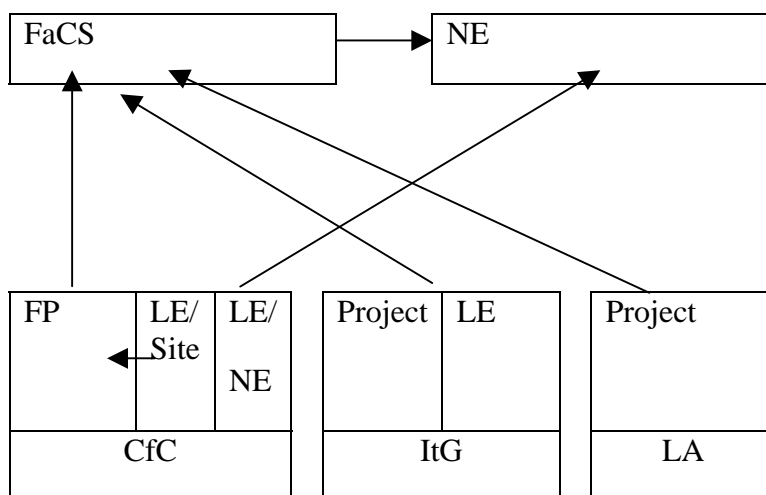 FaCS
NE
FP
LE/
Site
LE/
NE
Project
LE
Project
CfC
ItG
LA